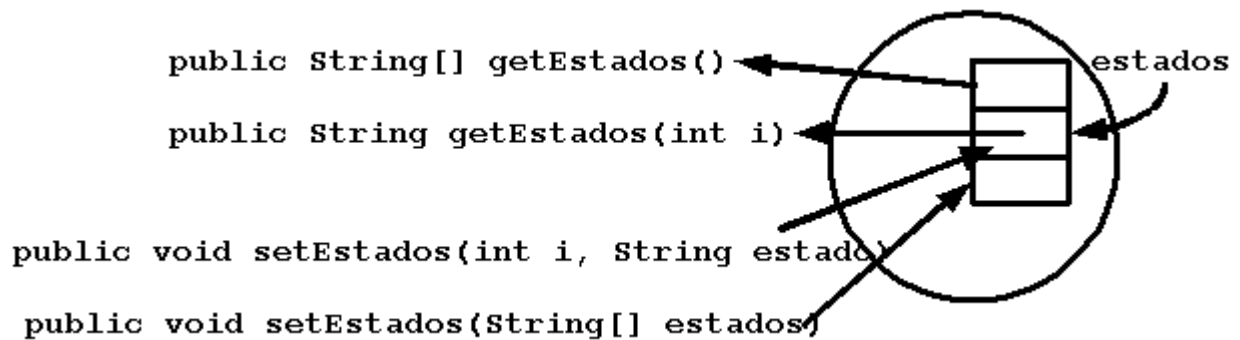 public String[] getEstados()
estados
public String getEstados(int i)
public void setEstados(int i, String estado)
public void setEstados(String[] estados)